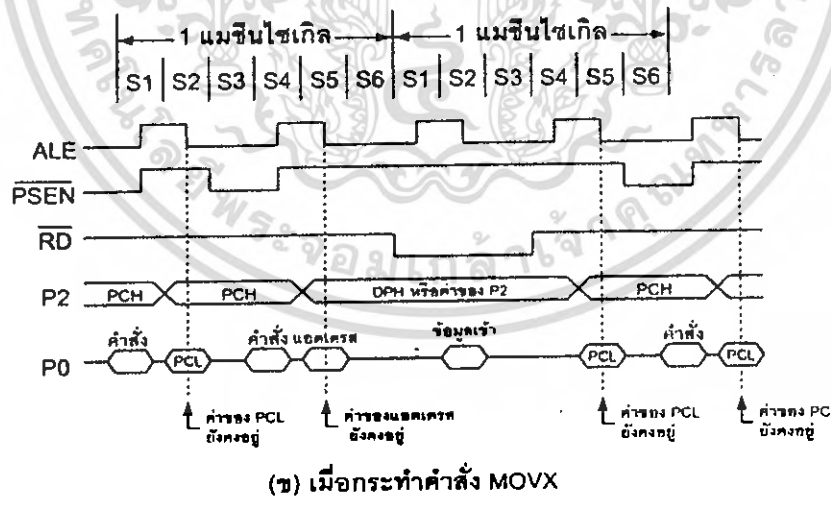 1 แมชีนไซเกิล 1 แมชีนไซเกิล
S1 S2 S3 S4 S5 S6 S1 S2 S3 S4 S5 S6
ALE
PSEN
RD
P2 PCH PCH DPH หรือค่าของ P2 PCH
คำสั่ง คำสั่ง แอดเดรส ข้อมูลเข้า คำสั่ง
P0 PCL PCL PCL
ค่าของ PCL ค่าของแอดเดรส ค่าของ PCL ค่าของ PC
ยังคงอยู่ ยังคงอยู่ ยังคงอยู่ ยังคงอยู่
(ข) เมื่อกระทำคำสั่ง MOVX